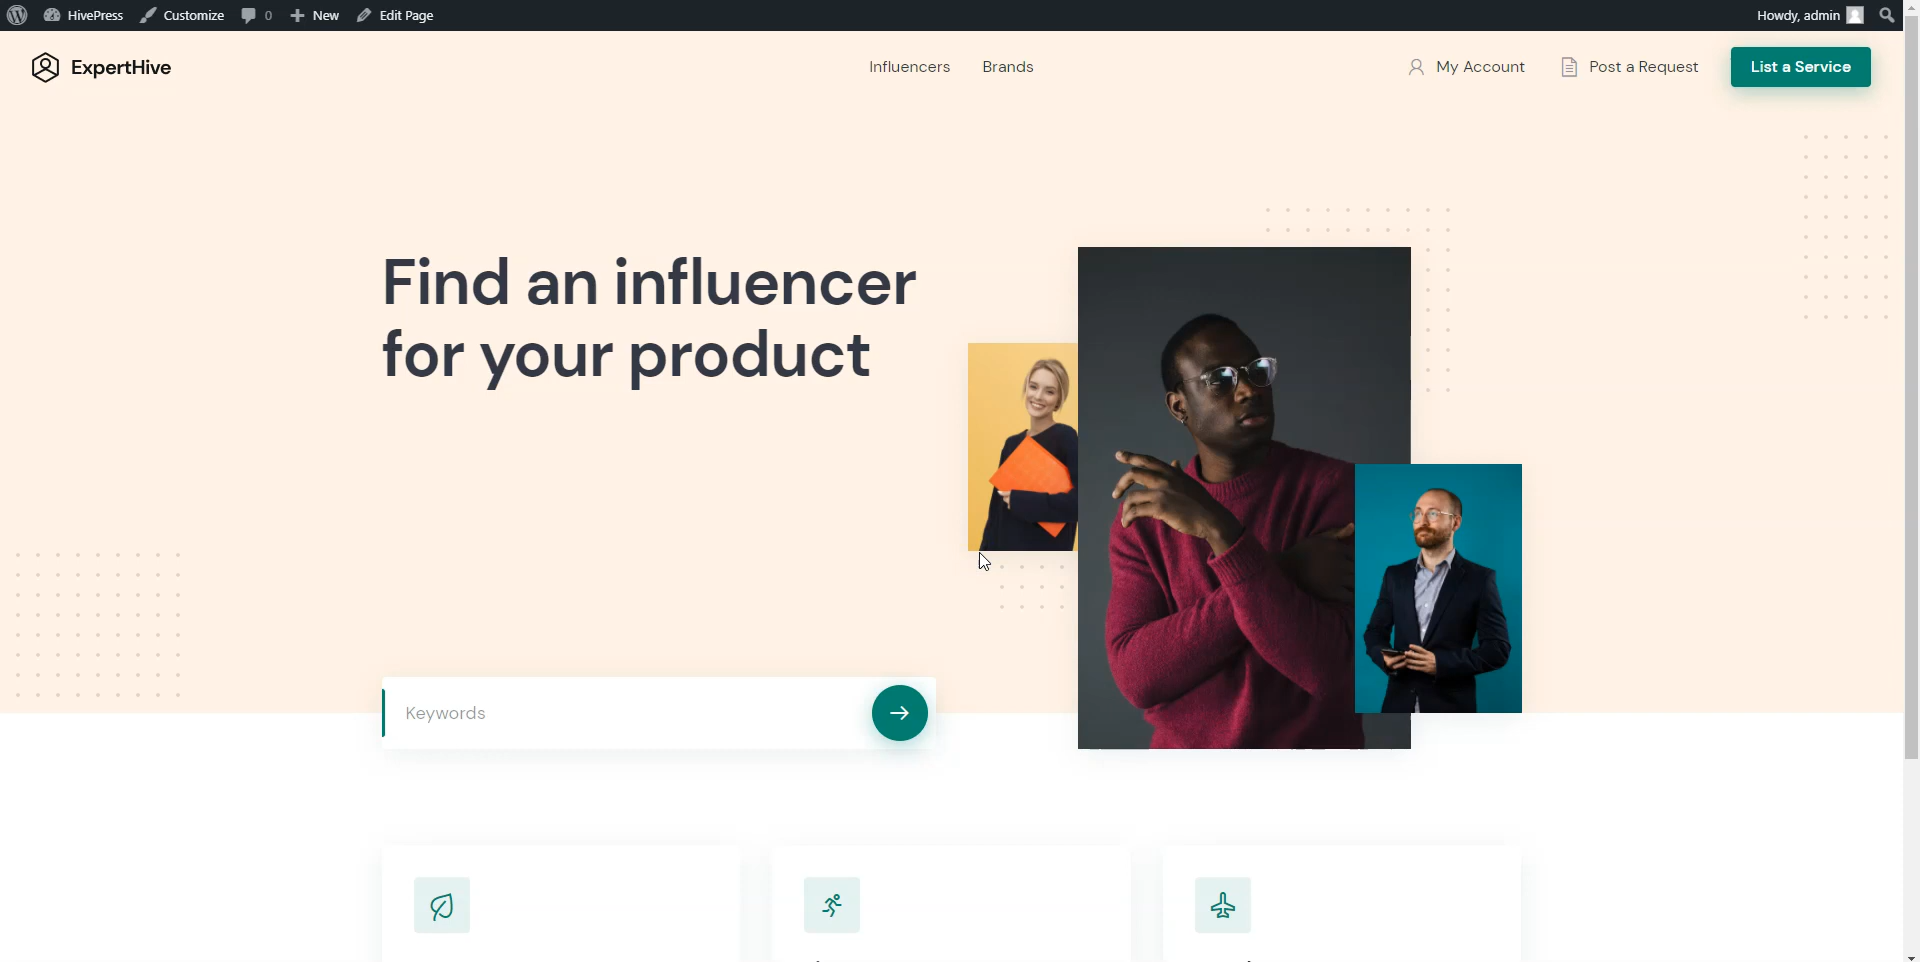 HivePress Customize 0 New Edit Page Howdy, admin
ExpertHive Influencers Brands My Account Post a Request List a Service
Find an influencer
for your product
Keywords